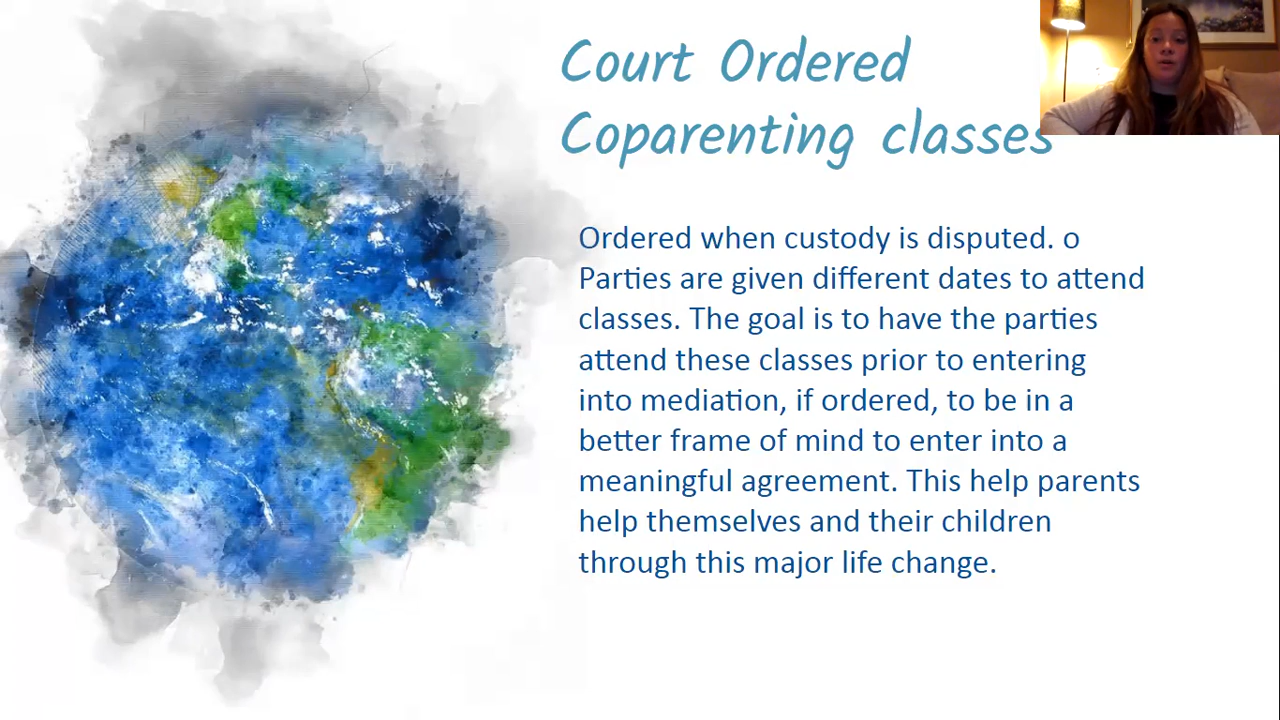 Court Ordered
Coparenting classes
Ordered when custody is disputed. o
Parties are given different dates to attend
classes. The goal is to have the parties
attend these classes prior to entering
into mediation, if ordered, to be in a
better frame of mind to enter into a
meaningful agreement. This help parents
help themselves and their children
through this major life change.